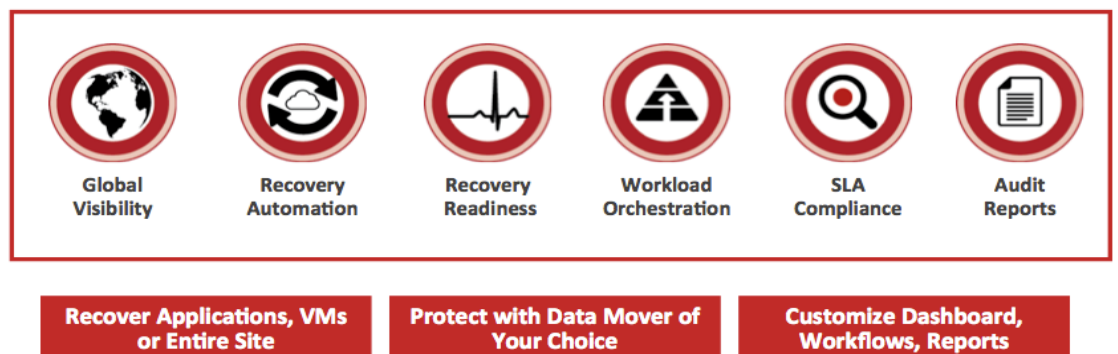 Global
Visibility
Recovery
Automation
Recovery
Readiness
Workload
Orchestration
SLA
Compliance
Audit
Reports
Recover Applications, VMs
or Entire Site
Protect with Data Mover of
Your Choice
Customize Dashboard,
Workflows, Reports